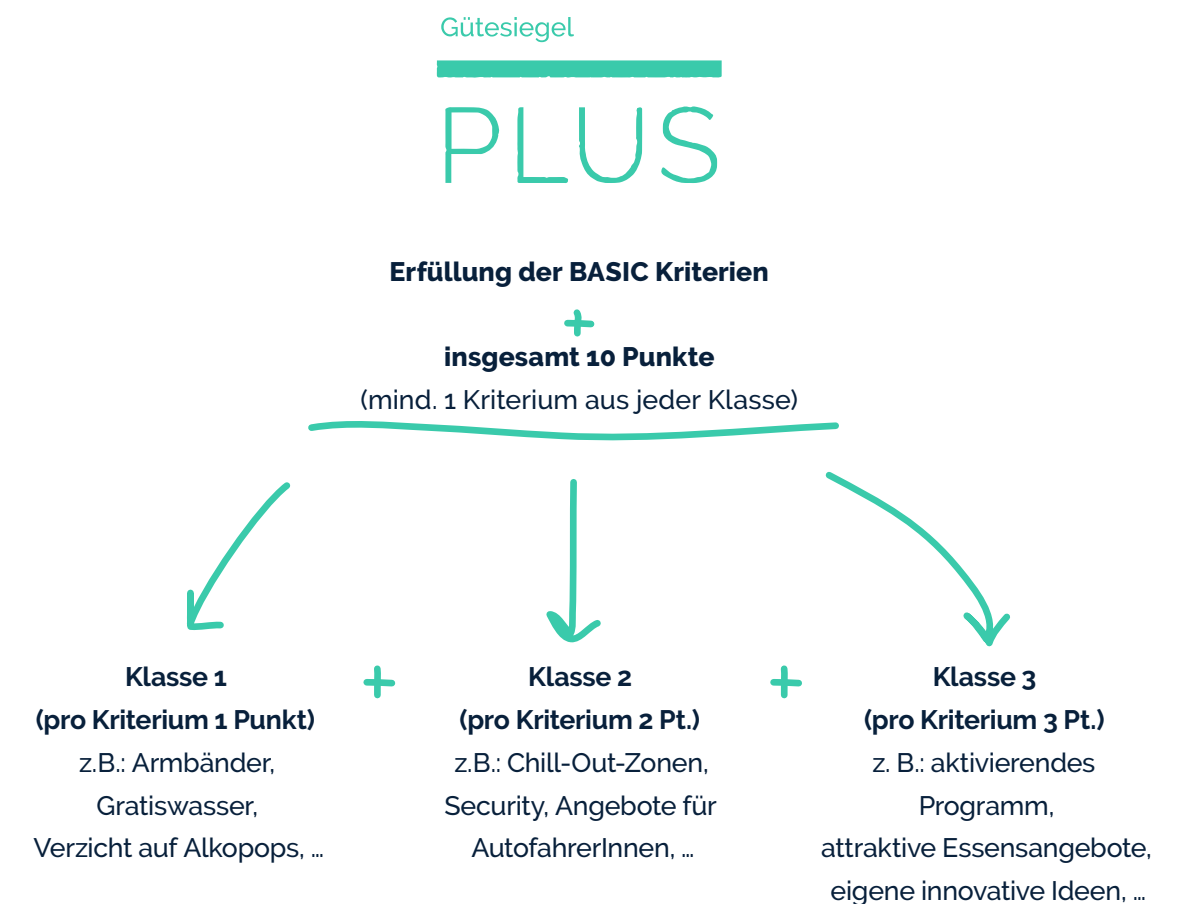 Gütesiegel
PLUS
Erfüllung der BASIC Kriterien
+
insgesamt 10 Punkte
(mind. 1 Kriterium aus jeder Klasse)
Klasse 1
(pro Kriterium 1 Punkt)
z.B.: Armbänder,
Gratiswasser,
Verzicht auf Alkopops, ...
+
Klasse 2
(pro Kriterium 2 Pt.)
z.B.: Chill-Out-Zonen,
Security, Angebote für
AutofahrerInnen, ...
+
Klasse 3
(pro Kriterium 3 Pt.)
z. B.: aktivierendes
Programm,
attraktive Essensangebote,
eigene innovative Ideen, ...